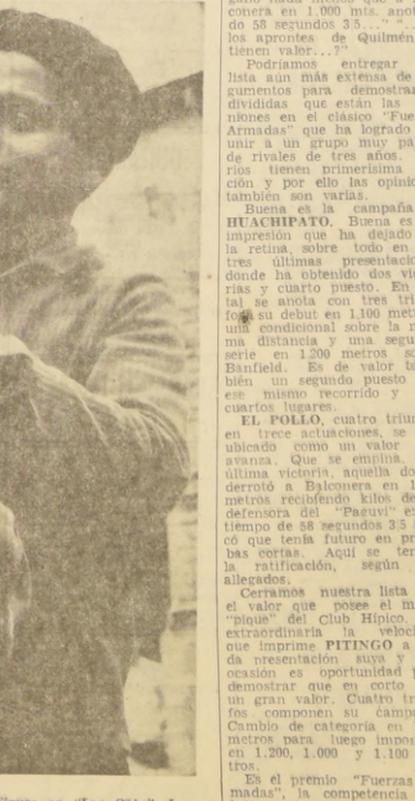 conera en 1.000 mts. anot
do 58 segundos 3 5..." "..
los aprontes de Quilmén
tienen valor...?"
Podríamos entregar
lista aún más extensa de
gumentos para demostrar
divididas que están las
niones en el clásico "Fue
Armadas" que ha logrado
unir a un grupo muy pa
de rivales de tres años.
rios tienen primerisima
ción y por ello las opinio
también son varias.
Buena es la campaña
HUACHIPATO. Buena es
impresión que ha dejado
la retina, sobre todo en
tres últimas presentacio
donde ha obtenido dos vic
rias y cuarto puesto. En
tal se anota con tres tri
su debut en 1.100 metr
una condicional sobre la m
ma distancia y una segu
serie en 1.200 metros so
Banfield. Es de valor ta
bién un segundo puesto
ese mismo recorrido y
cuartos lugares.
EL POLLO, cuatro triun
en trece actuaciones, se
ubicado como un valor
avanza. Que se empina.
última victoria, aquella do
derrotó a Balconera en 1
metros recibiendo kilos de
defensora del "Paguvi" e
tiempo de 58 segundos 3 5
có que tenía futuro en pr
bas cortas. Aquí se ten
la ratificación, según
allegados.
Cerramos nuestra lista
el valor que posee el m
"pique" del Club Hípico.
extraordinaria la veloci
que imprime PITINGO a
da presentación suya y
ocasión es oportunidad p
demostrar que en corto
un gran valor. Cuatro tr
fos componen su campa
Cambio de categoría en
metros para luego impo
en 1.200, 1.000 y 1.100
tros.
Es el premio "Fuerzas
madas", la competencia